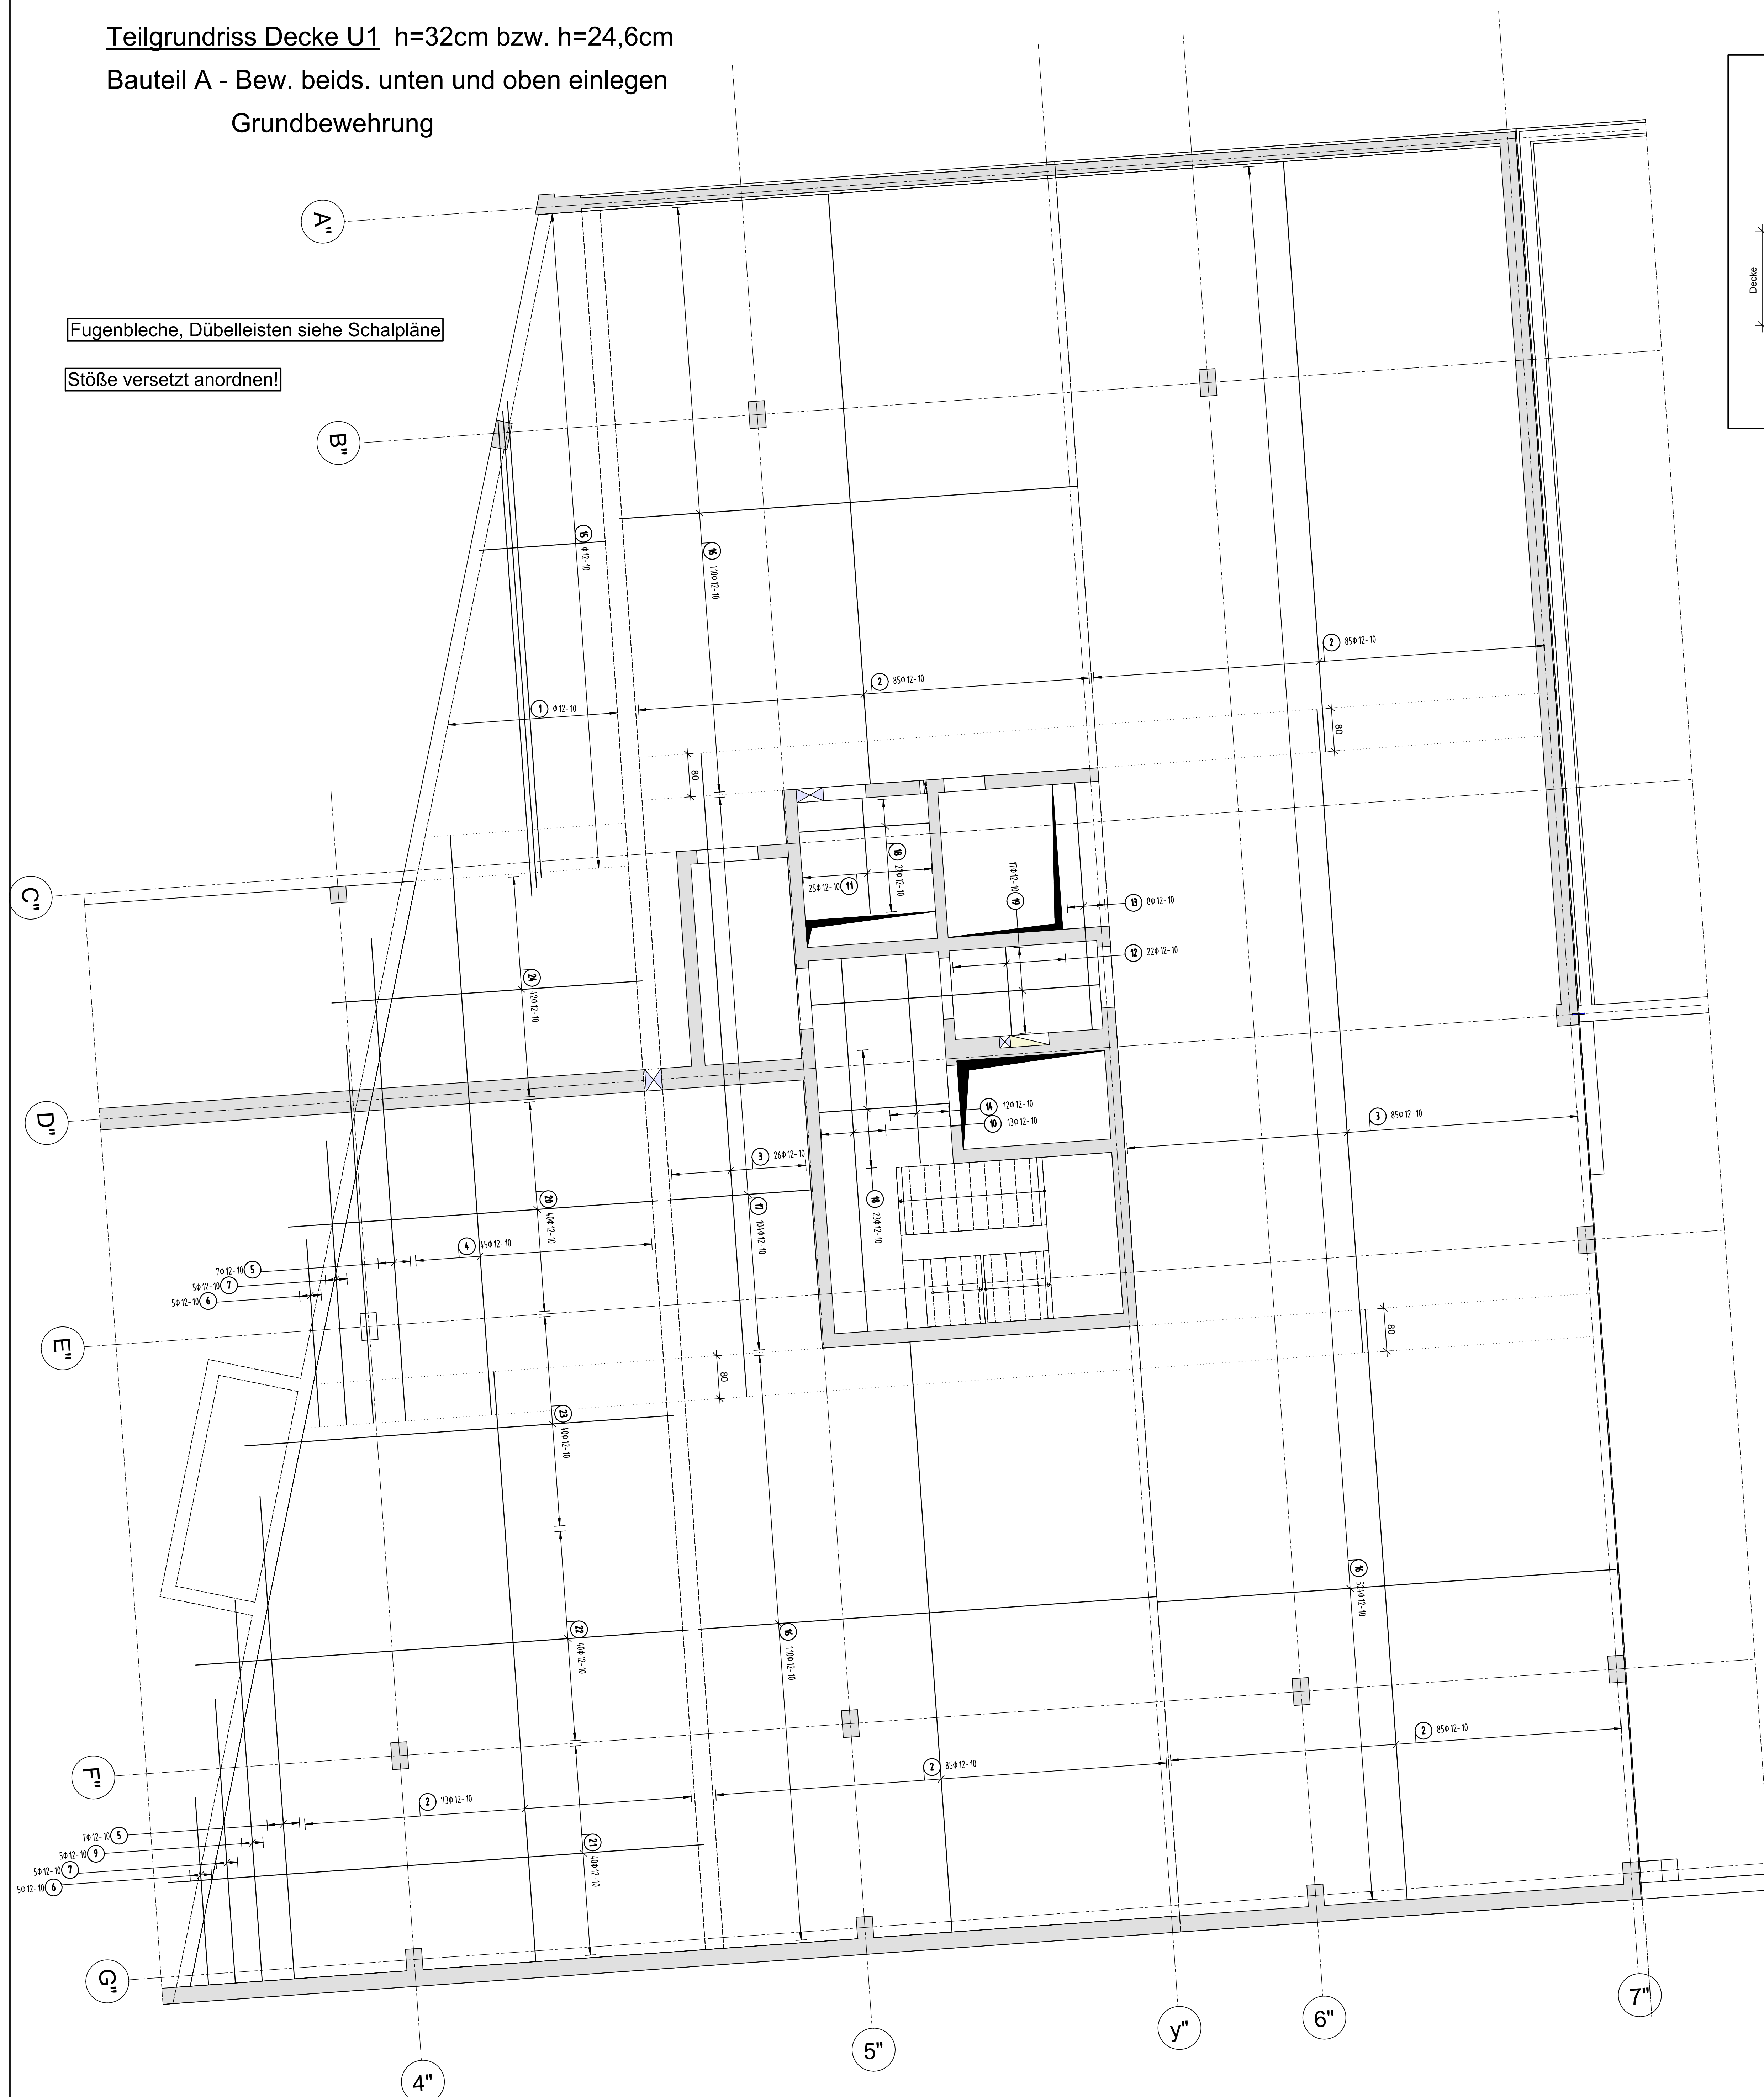 Teilgrundriss Decke U1 h=32cm bzw. h=24,6cm
Bauteil A - Bew. beids. unten und oben einlegen
Grundbewehrung
Decke
A"
Fugenbleche, Dübelleisten siehe Schalpläne
Stöße versetzt anordnen!
B"
15 Φ12-10
16 110Φ12-10
2 85Φ12-10
2 85Φ12-10
1 Φ12-10
80
80
C"
18 22Φ12-10
25Φ12-10 11
17Φ12-10 19
13 8Φ12-10
12 22Φ12-10
24 42Φ12-10
D"
14 12Φ12-10
10 13Φ12-10
3 85Φ12-10
3 26Φ12-10
20 40Φ12-10
18 23Φ12-10
17 104Φ12-10
4 45Φ12-10
7Φ12-10 5
5Φ12-10 7
5Φ12-10 6
E"
80
80
23 40Φ12-10
16 324Φ12-10
22 40Φ12-10
16 110Φ12-10
F"
2 85Φ12-10
2 85Φ12-10
2 73Φ12-10
7Φ12-10 5
5Φ12-10 9
5Φ12-10 7
5Φ12-10 6
21 40Φ12-10
G"
7"
6"
y"
5"
4"